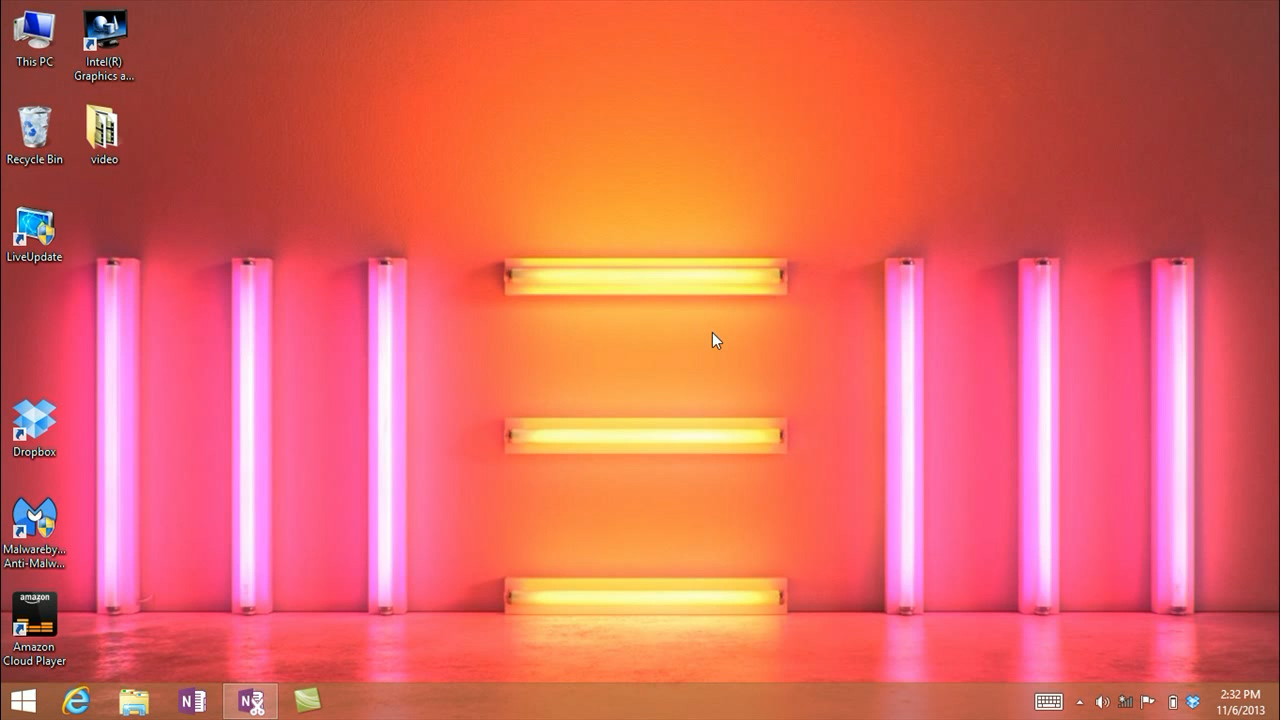 This PC
Intel(R)
Graphics a...
Recycle Bin
video
LiveUpdate
Dropbox
Malwareby...
Anti-Malw...
amazon
Amazon
Cloud Player
N
N
2:32 PM
11/6/2013